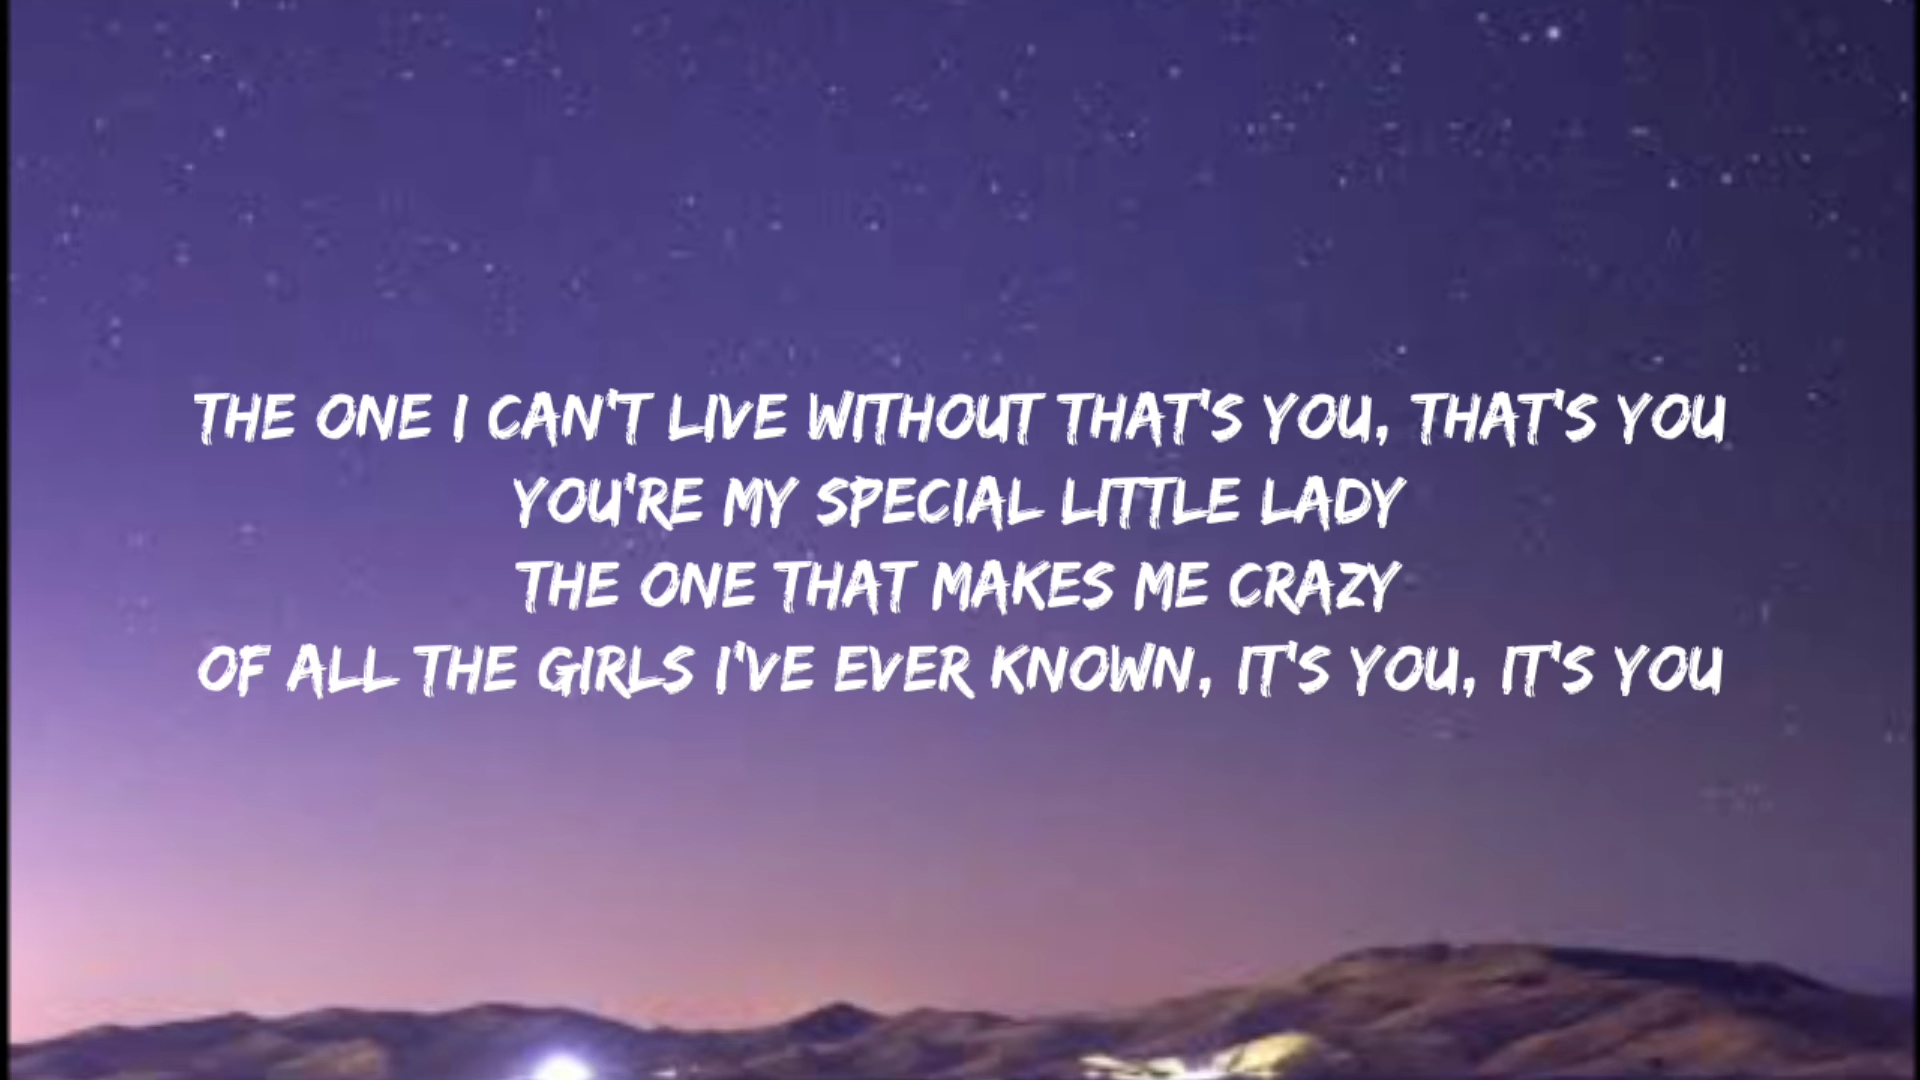 THE ONE I CAN'T LIVE WITHOUT THAT'S YOU, THAT'S YOU
YOU'RE MY SPECIAL LITTLE LADY
THE ONE THAT MAKES ME CRAZY
OF ALL THE GIRLS I'VE EVER KNOWN, IT'S YOU, IT'S YOU